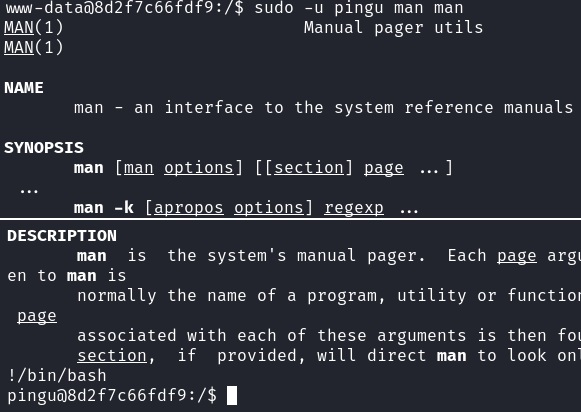 www-data@8d2f7c66fdf9:/$ sudo -u pingu man man
MAN(1) Manual pager utils
MAN(1)
NAME
man - an interface to the system reference manuals
SYNOPSIS
man [man options] [[section] page ...]
...
man -k [apropos options] regexp ...
DESCRIPTION
man is the system's manual pager. Each page argu
en to man is
normally the name of a program, utility or function
page
associated with each of these arguments is then fou
section, if provided, will direct man to look onl
!/bin/bash
pingu@8d2f7c66fdf9:/$